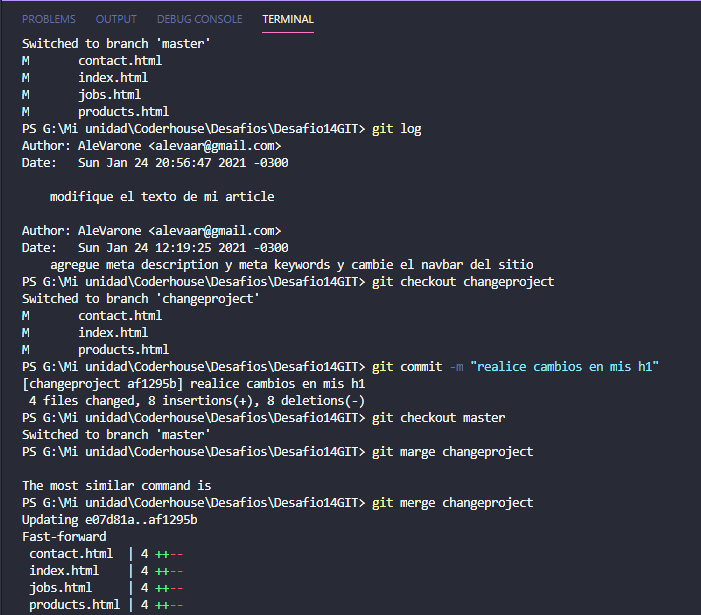 PROBLEMS OUTPUT DEBUG CONSOLE TERMINAL
Switched to branch 'master'
M       contact.html
M       index.html
M       jobs.html
M       products.html
PS G:\Mi unidad\Coderhouse\Desafios\Desafio14GIT> git log
Author: AleVarone <alevaar@gmail.com>
Date:   Sun Jan 24 20:56:47 2021 -0300
    modifique el texto de mi article
Author: AleVarone <alevaar@gmail.com>
Date:   Sun Jan 24 12:19:25 2021 -0300
    agregue meta description y meta keywords y cambie el navbar del sitio
PS G:\Mi unidad\Coderhouse\Desafios\Desafio14GIT> git checkout changeproject
Switched to branch 'changeproject'
M       contact.html
M       index.html
M       products.html
PS G:\Mi unidad\Coderhouse\Desafios\Desafio14GIT> git commit -m "realice cambios en mis h1"
[changeproject af1295b] realice cambios en mis h1
 4 files changed, 8 insertions(+), 8 deletions(-)
PS G:\Mi unidad\Coderhouse\Desafios\Desafio14GIT> git checkout master
Switched to branch 'master'
PS G:\Mi unidad\Coderhouse\Desafios\Desafio14GIT> git marge changeproject
The most similar command is
PS G:\Mi unidad\Coderhouse\Desafios\Desafio14GIT> git merge changeproject
Updating e07d81a..af1295b
Fast-forward
 contact.html  | 4 ++--
 index.html    | 4 ++--
 jobs.html     | 4 ++--
 products.html | 4 ++--